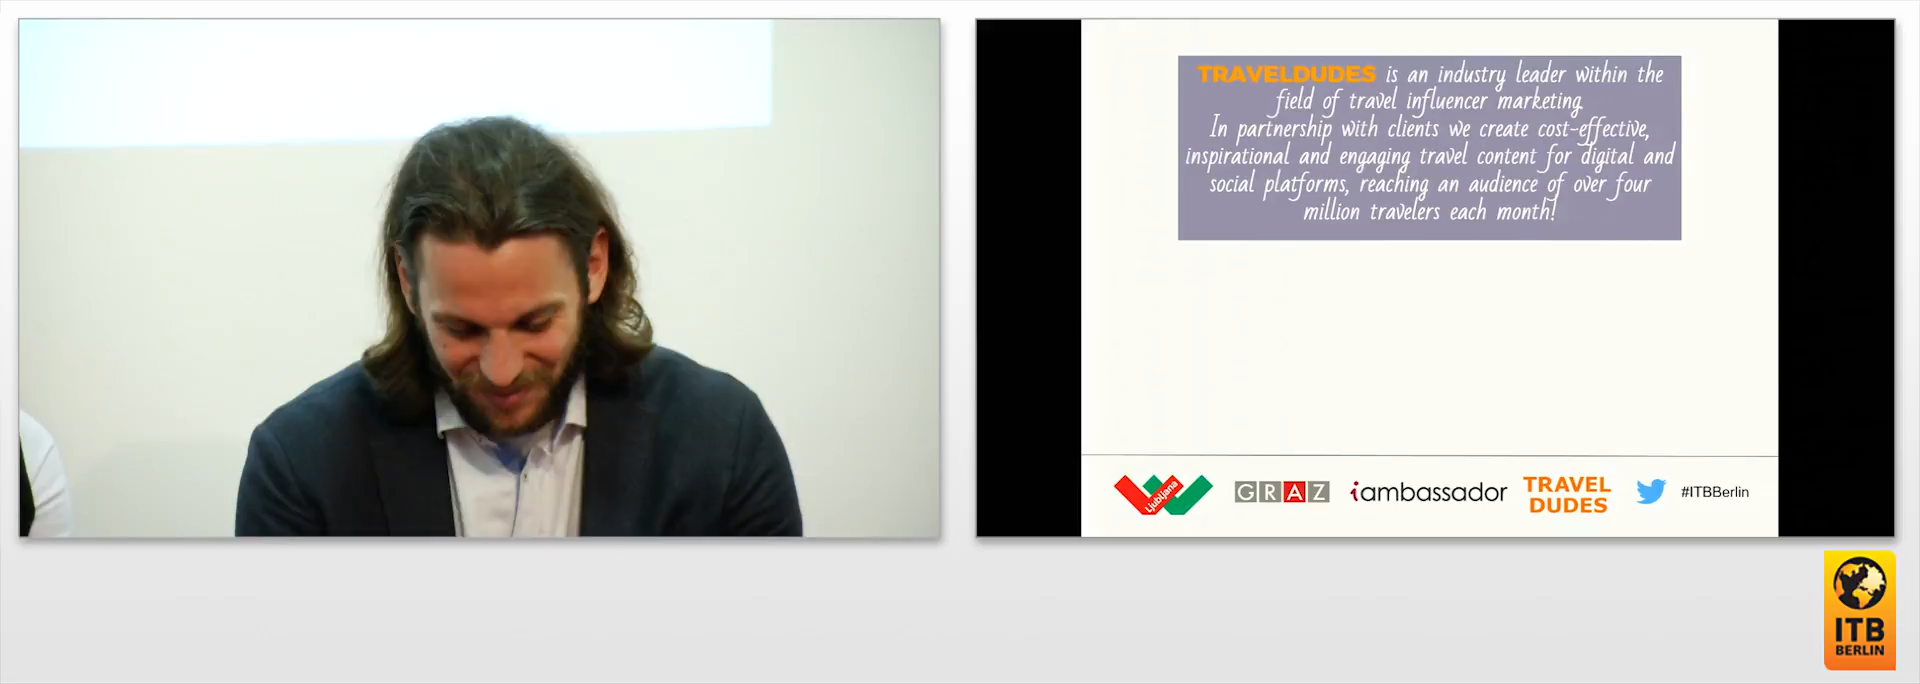 TRAVELDUDES is an industry leader within the
field of travel influencer marketing.
In partnership with clients we create cost-effective,
inspirational and engaging travel content for digital and
social platforms, reaching an audience of over four
million travelers each month!
Ljubljana
GRAZ
iambassador
TRAVEL
DUDES
#ITBBerlin
ITB
BERLIN